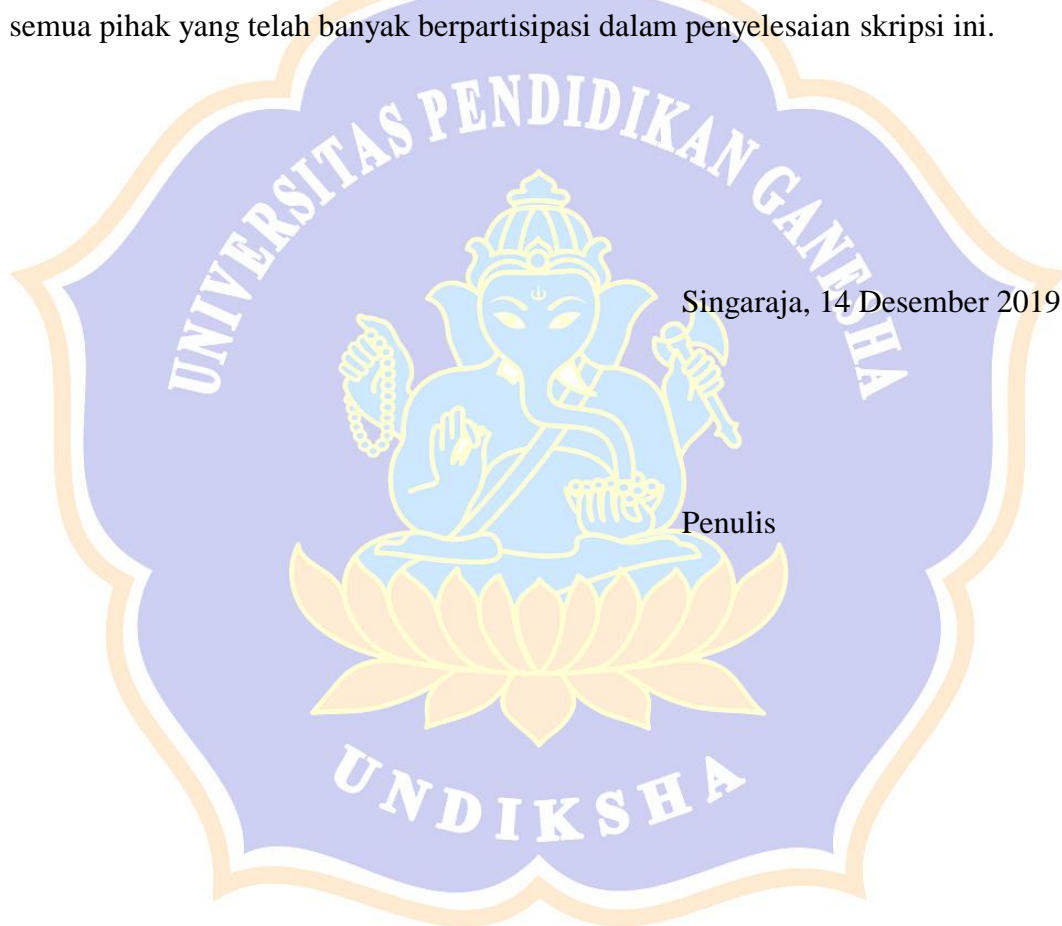 semua pihak yang telah banyak berpartisipasi dalam penyelesaian skripsi ini.
UNIVERSITAS PENDIDIKAN GANESHA
Singaraja, 14 Desember 2019
Penulis
UNDIKSHA